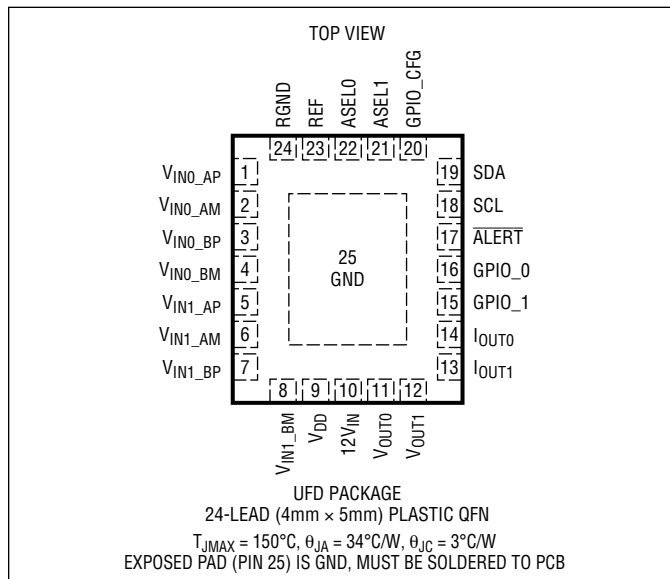 TOP VIEW
RGND
REF
ASEL0
ASEL1
GPIO_CFG
24 23 22 21 20
VIN0_AP 1
VIN0_AM 2
VIN0_BP 3
VIN0_BM 4
VIN1_AP 5
VIN1_AM 6
VIN1_BP 7
25
GND
19 SDA
18 SCL
17 ALERT
16 GPIO_0
15 GPIO_1
14 IOUT0
13 IOUT1
8 9 10 11 12
VIN1_BM
VDD
12VIN
VOUT0
VOUT1
UFD PACKAGE
24-LEAD (4mm × 5mm) PLASTIC QFN
TJMAX = 150°C, θJA = 34°C/W, θJC = 3°C/W
EXPOSED PAD (PIN 25) IS GND, MUST BE SOLDERED TO PCB